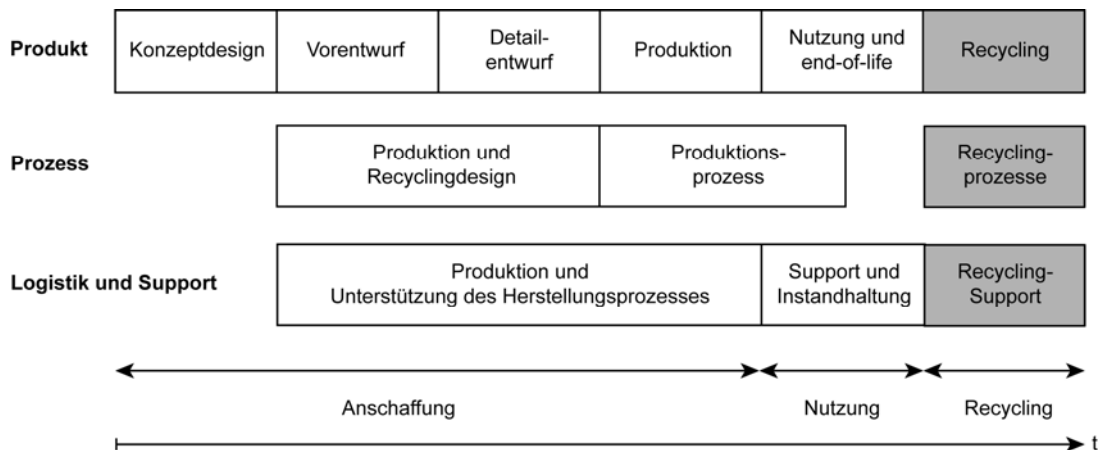 Produkt
Konzeptdesign
Vorentwurf
Detail-
entwurf
Produktion
Nutzung und
end-of-life
Recycling
Prozess
Produktion und
Recyclingdesign
Produktions-
prozess
Recycling-
prozesse
Logistik und Support
Produktion und
Unterstützung des Herstellungsprozesses
Support und
Instandhaltung
Recycling-
Support
Anschaffung
Nutzung
Recycling
t